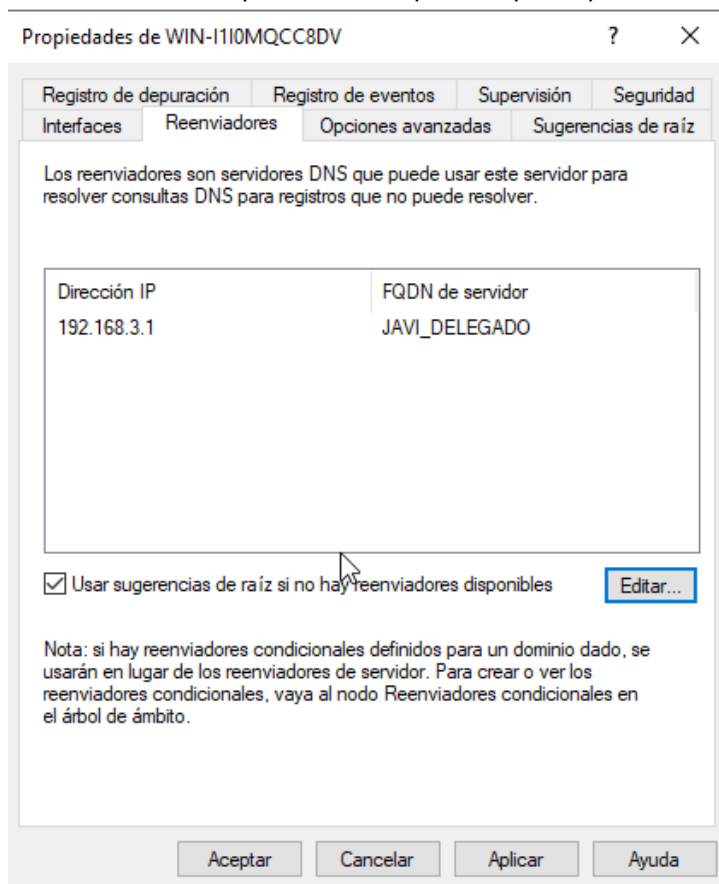 Propiedades de WIN-I1I0MQCC8DV ? ×
Registro de depuración Registro de eventos Supervisión Seguridad
Interfaces Reenviadores Opciones avanzadas Sugerencias de raíz
Los reenviadores son servidores DNS que puede usar este servidor para
resolver consultas DNS para registros que no puede resolver.
Dirección IP FQDN de servidor
192.168.3.1 JAVI_DELEGADO
Usar sugerencias de raíz si no hay reenviadores disponibles Editar...
Nota: si hay reenviadores condicionales definidos para un dominio dado, se
usarán en lugar de los reenviadores de servidor. Para crear o ver los
reenviadores condicionales, vaya al nodo Reenviadores condicionales en
el árbol de ámbito.
Aceptar Cancelar Aplicar Ayuda